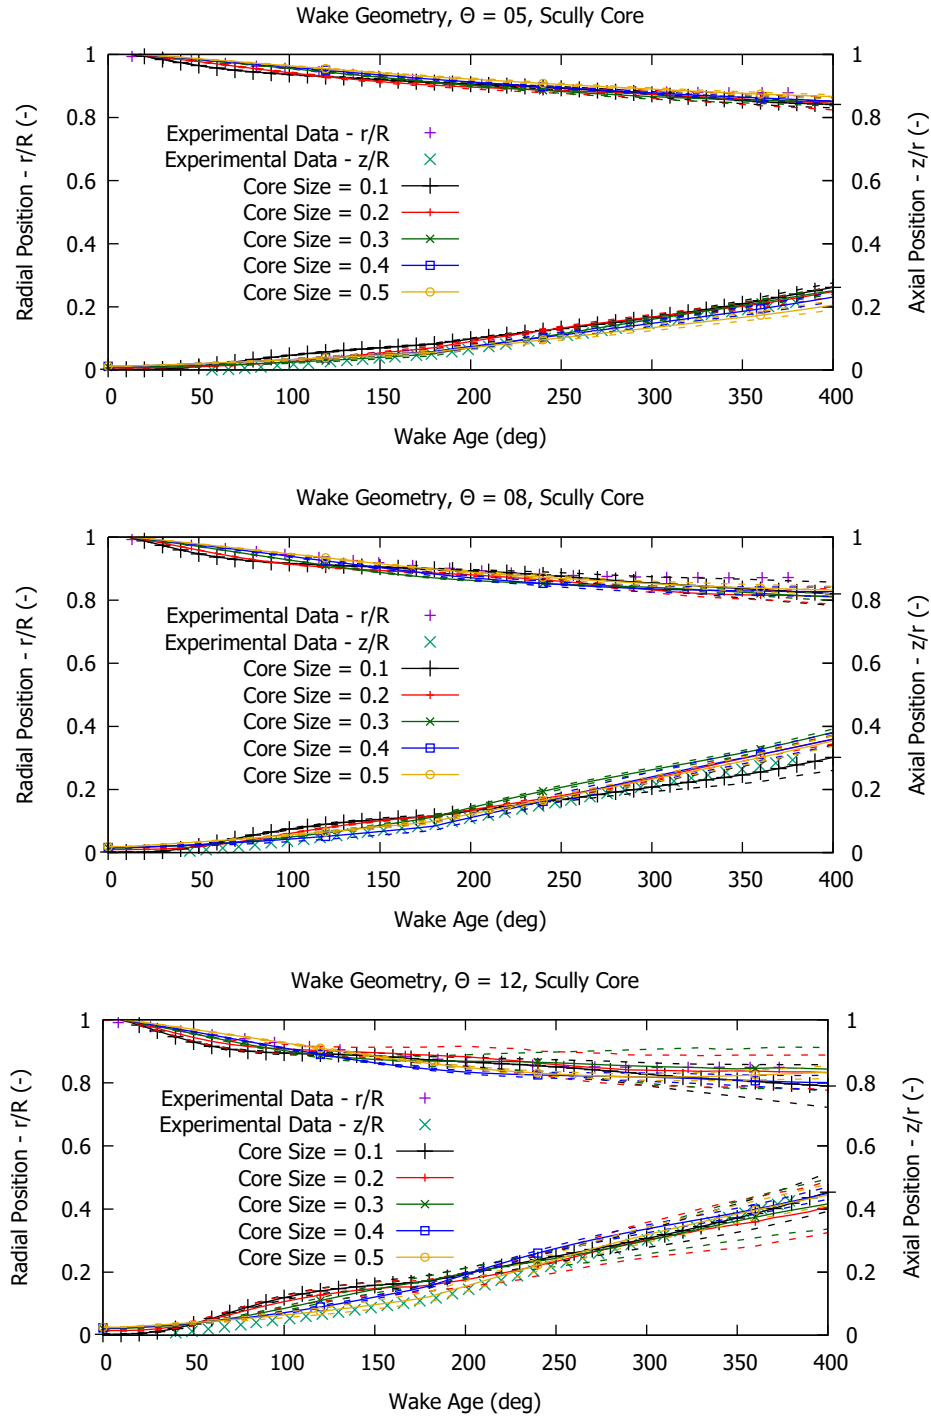 Wake Geometry, Θ = 05, Scully Core
Radial Position - r/R (-)
Axial Position - z/r (-)
1
0.8
0.6
0.4
0.2
0
1
0.8
0.6
0.4
0.2
0
Experimental Data - r/R
Experimental Data - z/R
Core Size = 0.1
Core Size = 0.2
Core Size = 0.3
Core Size = 0.4
Core Size = 0.5
0 50 100 150 200 250 300 350 400
Wake Age (deg)
Wake Geometry, Θ = 08, Scully Core
Radial Position - r/R (-)
Axial Position - z/r (-)
1
0.8
0.6
0.4
0.2
0
1
0.8
0.6
0.4
0.2
0
Experimental Data - r/R
Experimental Data - z/R
Core Size = 0.1
Core Size = 0.2
Core Size = 0.3
Core Size = 0.4
Core Size = 0.5
0 50 100 150 200 250 300 350 400
Wake Age (deg)
Wake Geometry, Θ = 12, Scully Core
Radial Position - r/R (-)
Axial Position - z/r (-)
1
0.8
0.6
0.4
0.2
0
1
0.8
0.6
0.4
0.2
0
Experimental Data - r/R
Experimental Data - z/R
Core Size = 0.1
Core Size = 0.2
Core Size = 0.3
Core Size = 0.4
Core Size = 0.5
0 50 100 150 200 250 300 350 400
Wake Age (deg)